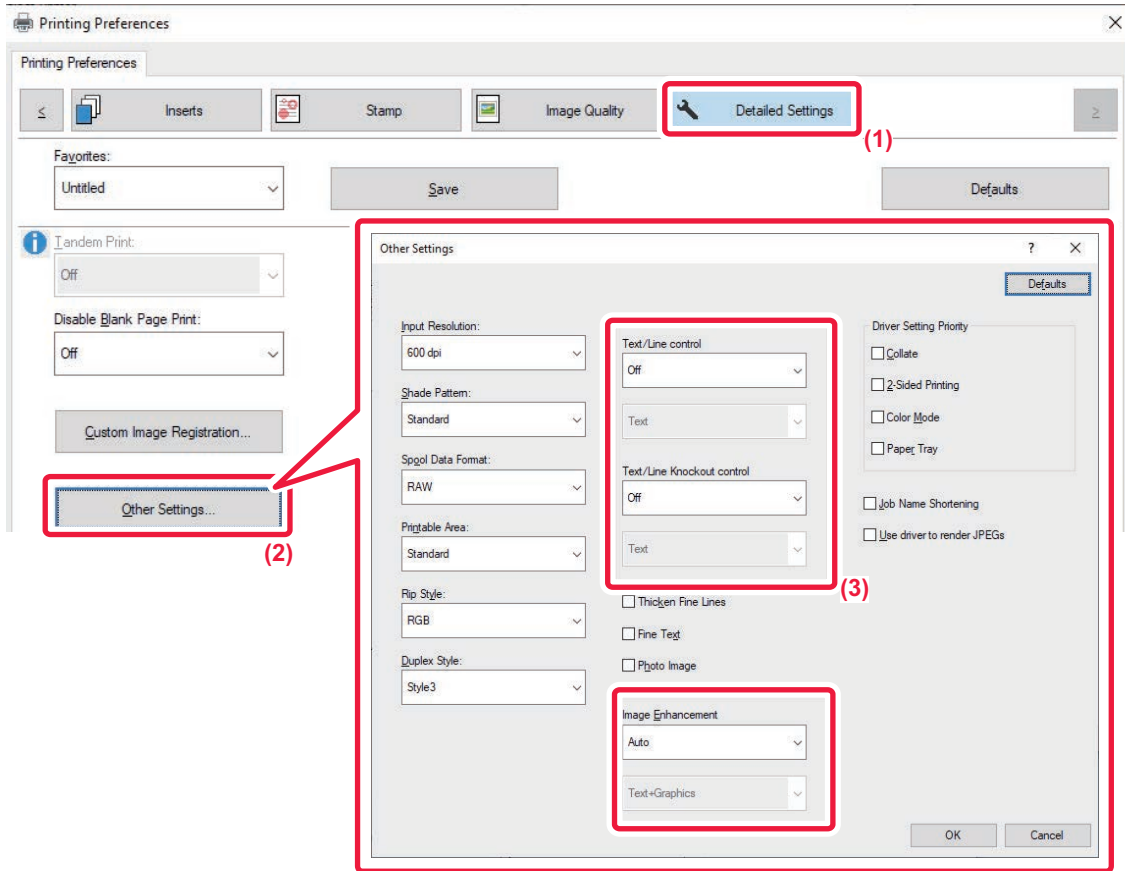 Printing Preferences
Printing Preferences
Inserts
Stamp
Image Quality
Detailed Settings
(1)
Favorites:
Untitled
Save
Defaults
Tandem Print:
Off
Disable Blank Page Print:
Off
Custom Image Registration...
Other Settings...
(2)
Other Settings
?
Defaults
Input Resolution:
600 dpi
Shade Pattern:
Standard
Spool Data Format:
RAW
Printable Area:
Standard
Rip Style:
RGB
Duplex Style:
Style3
Text/Line control
Off
Text
Text/Line Knockout control
Off
Text
(3)
Thicken Fine Lines
Fine Text
Photo Image
Image Enhancement
Auto
Text+Graphics
Driver Setting Priority
Collate
2-Sided Printing
Color Mode
Paper Tray
Job Name Shortening
Use driver to render JPEGs
OK
Cancel